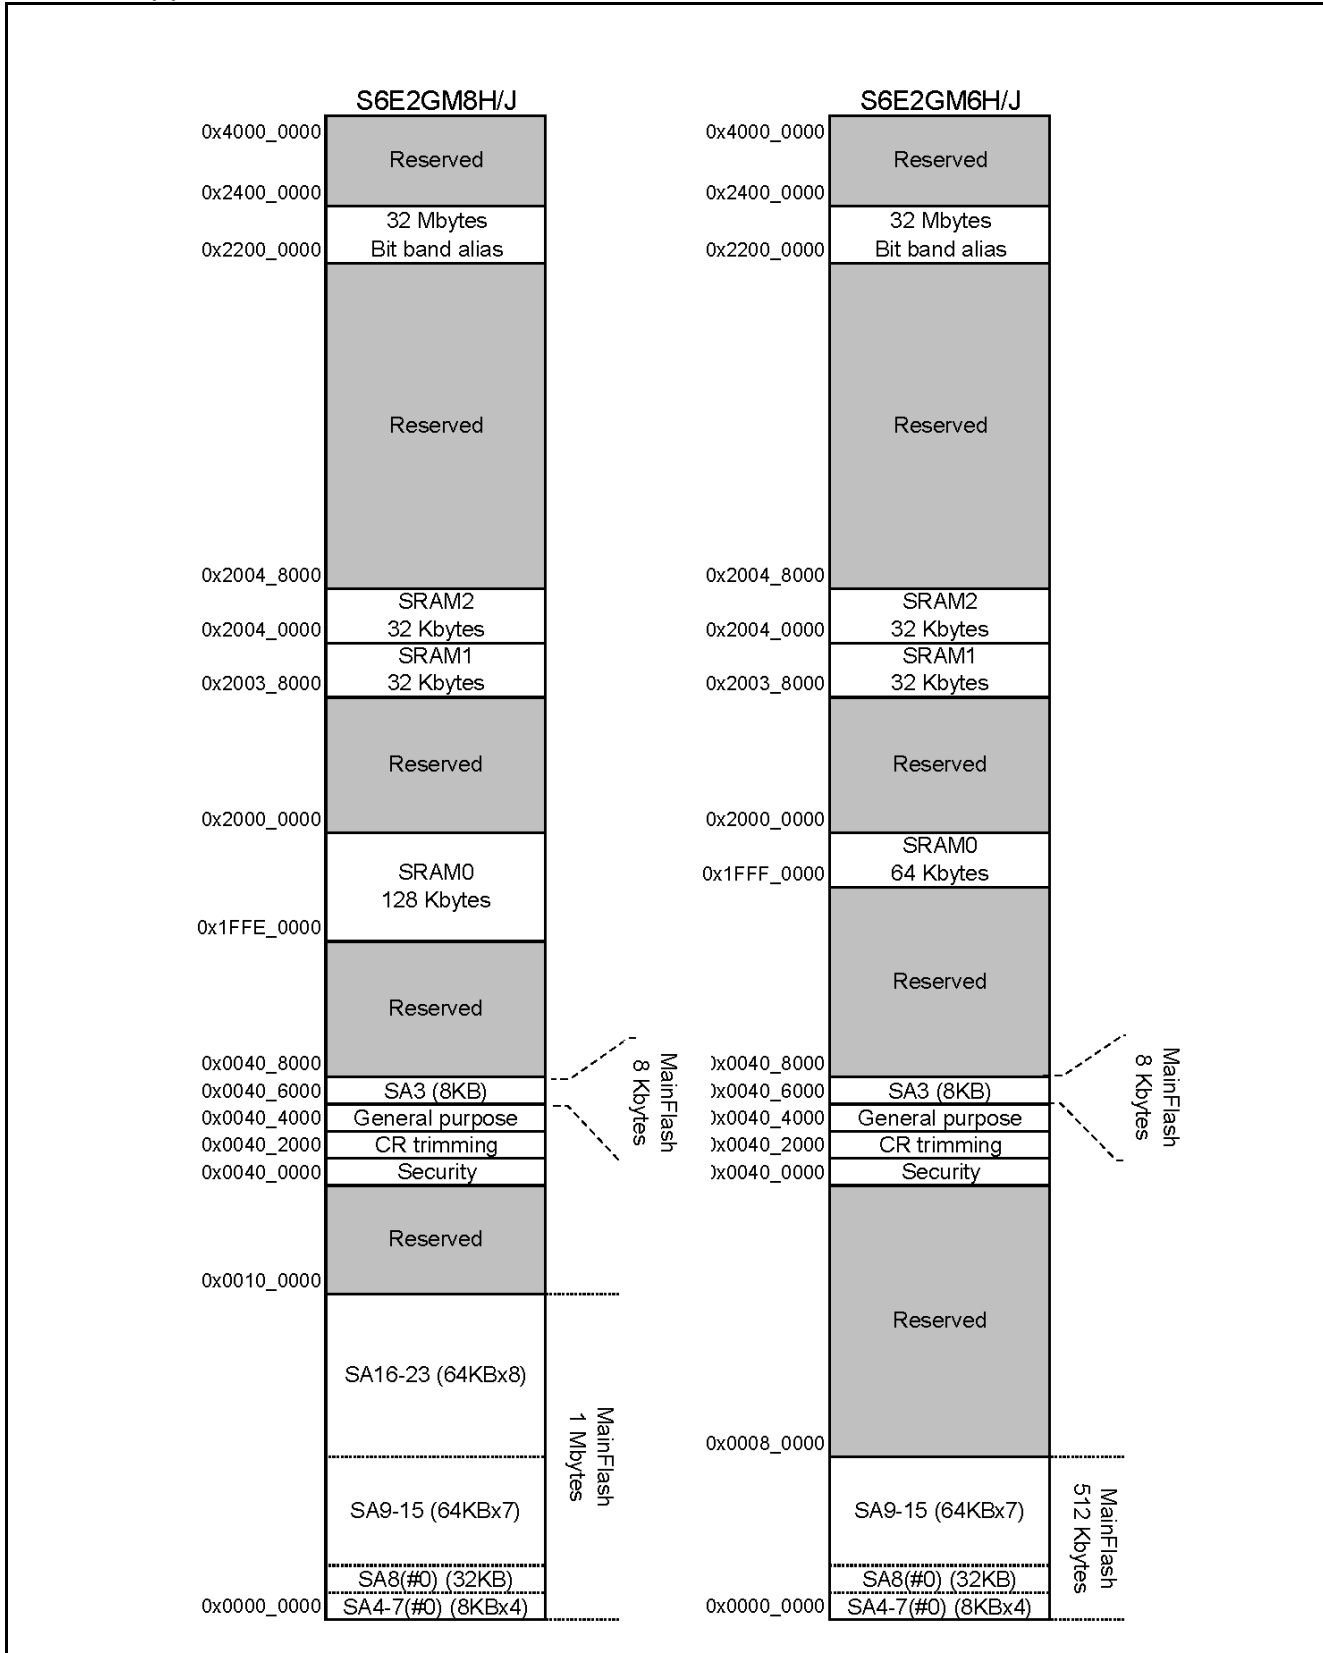 S6E2GM8H/J
0x4000_0000
Reserved
0x2400_0000
32 Mbytes
0x2200_0000
Bit band alias
Reserved
0x2004_8000
SRAM2
0x2004_0000
32 Kbytes
SRAM1
0x2003_8000
32 Kbytes
Reserved
0x2000_0000
SRAM0
128 Kbytes
0x1FFE_0000
Reserved
0x0040_8000
0x0040_6000
SA3 (8KB)
0x0040_4000
General purpose
0x0040_2000
CR trimming
0x0040_0000
Security
MainFlash
8 Kbytes
Reserved
0x0010_0000
SA16-23 (64KBx8)
MainFlash
1 Mbytes
SA9-15 (64KBx7)
SA8(#0) (32KB)
0x0000_0000
SA4-7(#0) (8KBx4)
S6E2GM6H/J
0x4000_0000
Reserved
0x2400_0000
32 Mbytes
0x2200_0000
Bit band alias
Reserved
0x2004_8000
SRAM2
0x2004_0000
32 Kbytes
SRAM1
0x2003_8000
32 Kbytes
Reserved
0x2000_0000
SRAM0
0x1FFF_0000
64 Kbytes
Reserved
0x0040_8000
0x0040_6000
SA3 (8KB)
0x0040_4000
General purpose
0x0040_2000
CR trimming
0x0040_0000
Security
MainFlash
8 Kbytes
Reserved
0x0008_0000
SA9-15 (64KBx7)
MainFlash
512 Kbytes
SA8(#0) (32KB)
0x0000_0000
SA4-7(#0) (8KBx4)